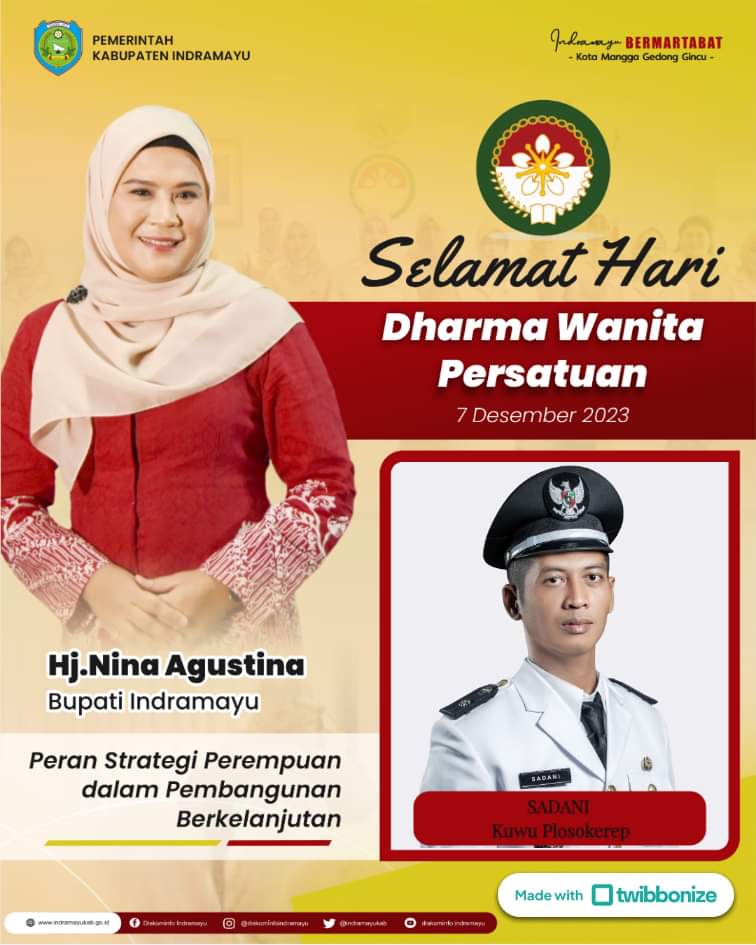 PEMERINTAH
KABUPATEN INDRAMAYU
Indramayu BERMARTABAT
- Kota Mangga Gedong Gincu -
Selamat Hari
Dharma Wanita
Persatuan
7 Desember 2023
Hj.Nina Agustina
Bupati Indramayu
Peran Strategi Perempuan
dalam Pembangunan
Berkelanjutan
SADANI
SADANI
Kuwu Plosokerep
Made with twibbonize
www.indramayukab.go.id
Diskominfo Indramayu
@diskominfoindramayu
@indramayukab
diskominfo indramayu